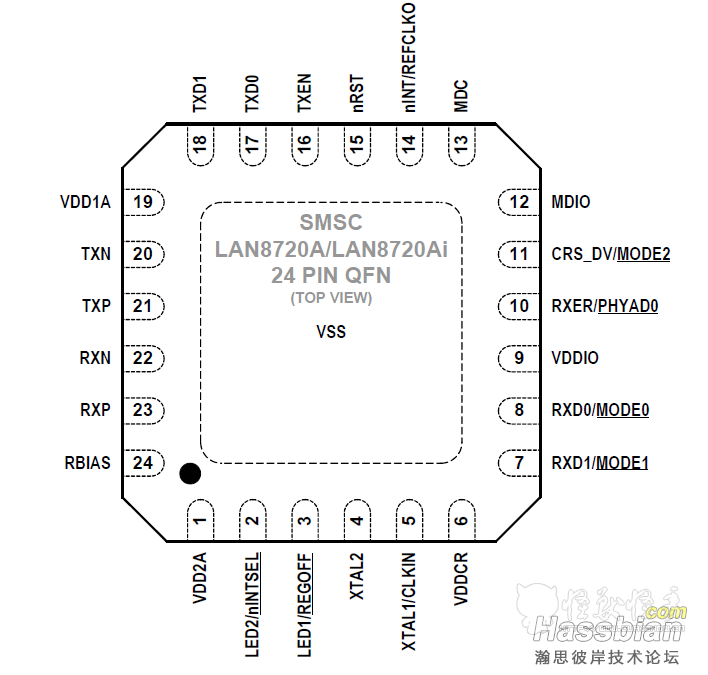 TXD1
TXD0
TXEN
nRST
nINT/REFCLKO
MDC
18
17
16
15
14
13
VDD1A 19
TXN 20
TXP 21
RXN 22
RXP 23
RBIAS 24
SMSC
LAN8720A/LAN8720Ai
24 PIN QFN
(TOP VIEW)
VSS
12 MDIO
11 CRS_DV/MODE2
10 RXER/PHYAD0
9 VDDIO
8 RXD0/MODE0
7 RXD1/MODE1
1
2
3
4
5
6
VDD2A
LED2/nINTSEL
LED1/REGOFF
XTAL2
XTAL1/CLKIN
VDDCR
.com
Hassbian
瀚思彼岸技术论坛